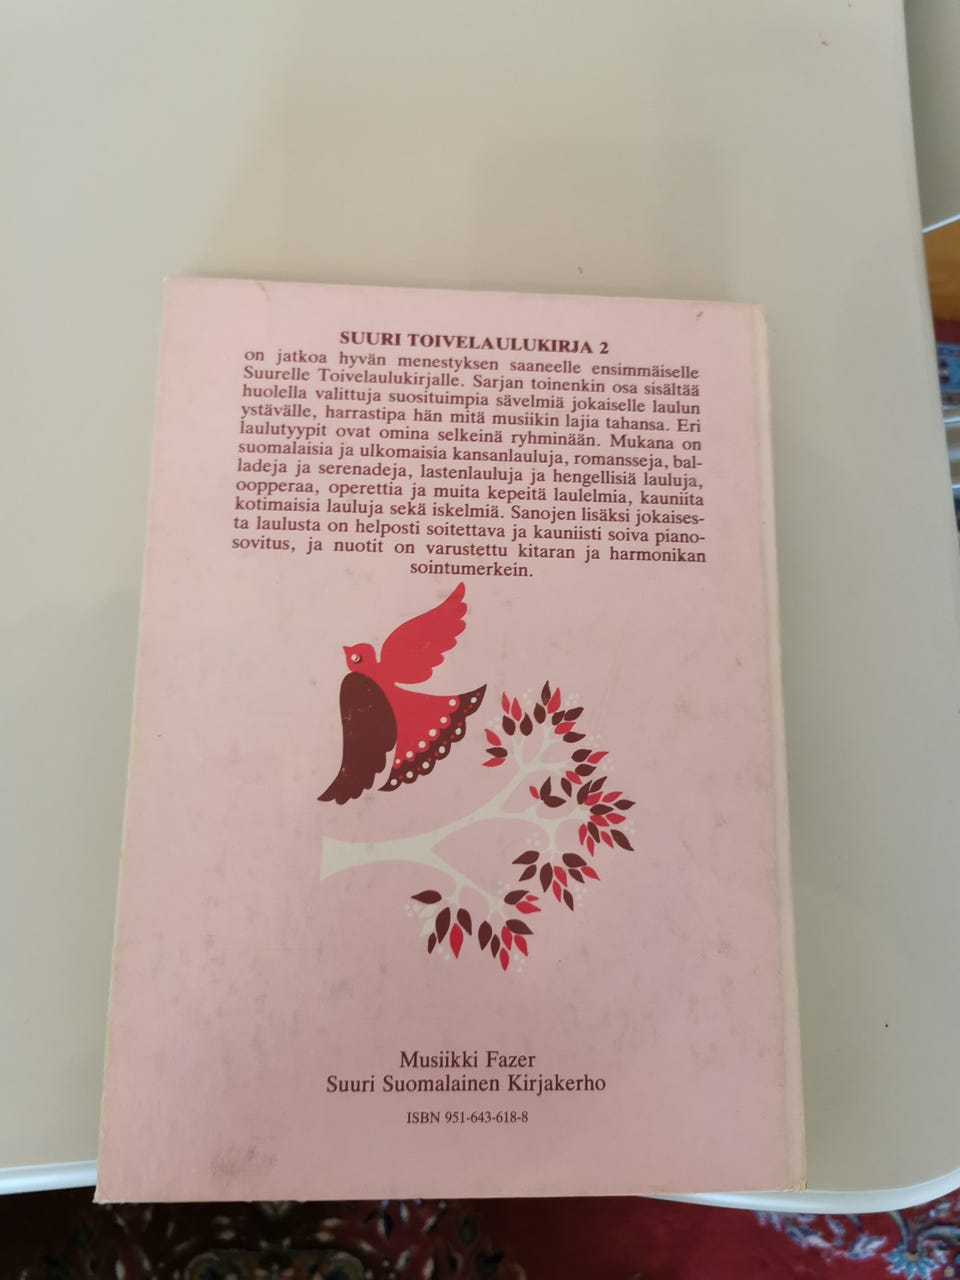 SUURI TOIVELAULUKIRJA 2
on jatkoa hyvän menestyksen saaneelle ensimmäiselle
Suurelle Toivelaulukirjalle. Sarjan toinenkin osa sisältää
huolella valittuja suosituimpia sävelmiä jokaiselle laulun
ystävälle, harrastipa hän mitä musiikin lajia tahansa. Eri
laulutyypit ovat omina selkeinä ryhminään. Mukana on
suomalaisia ja ulkomaisia kansanlauluja, romansseja, bal-
ladeja ja serenadeja, lastenlauluja ja hengellisiä lauluja,
oopperaa, operettia ja muita kepeitä laulelmia, kauniita
kotimaisia lauluja sekä iskelmiä. Sanojen lisäksi jokaises-
ta laulusta on helposti soitettava ja kauniisti soiva piano-
sovitus, ja nuotit on varustettu kitaran ja harmonikan
sointumerkein.
Musiikki Fazer
Suuri Suomalainen Kirjakerho
ISBN 951-643-618-8